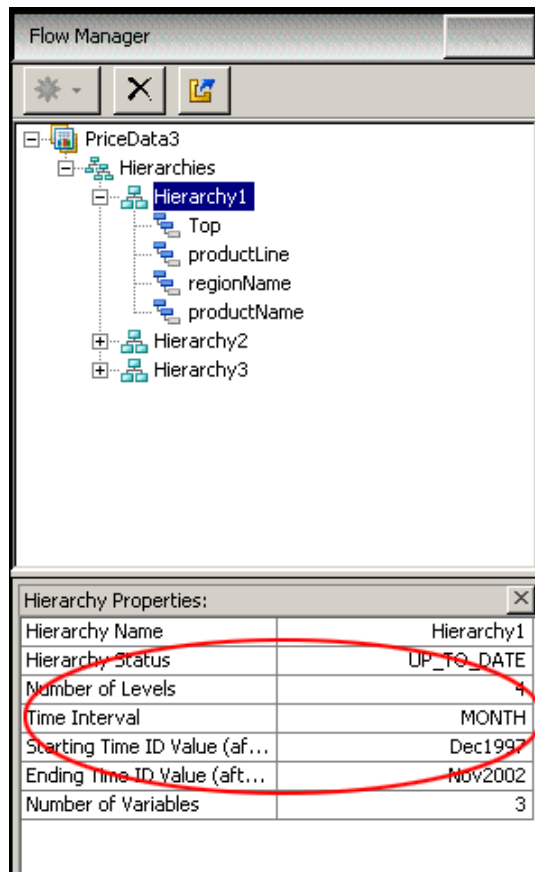 Flow Manager
PriceData3
Hierarchies
Hierarchy1
Top
productLine
regionName
productName
Hierarchy2
Hierarchy3
Hierarchy Properties:
Hierarchy Name Hierarchy1
Hierarchy Status UP_TO_DATE
Number of Levels 4
Time Interval MONTH
Starting Time ID Value (af... Dec1997
Ending Time ID Value (aft... Nov2002
Number of Variables 3